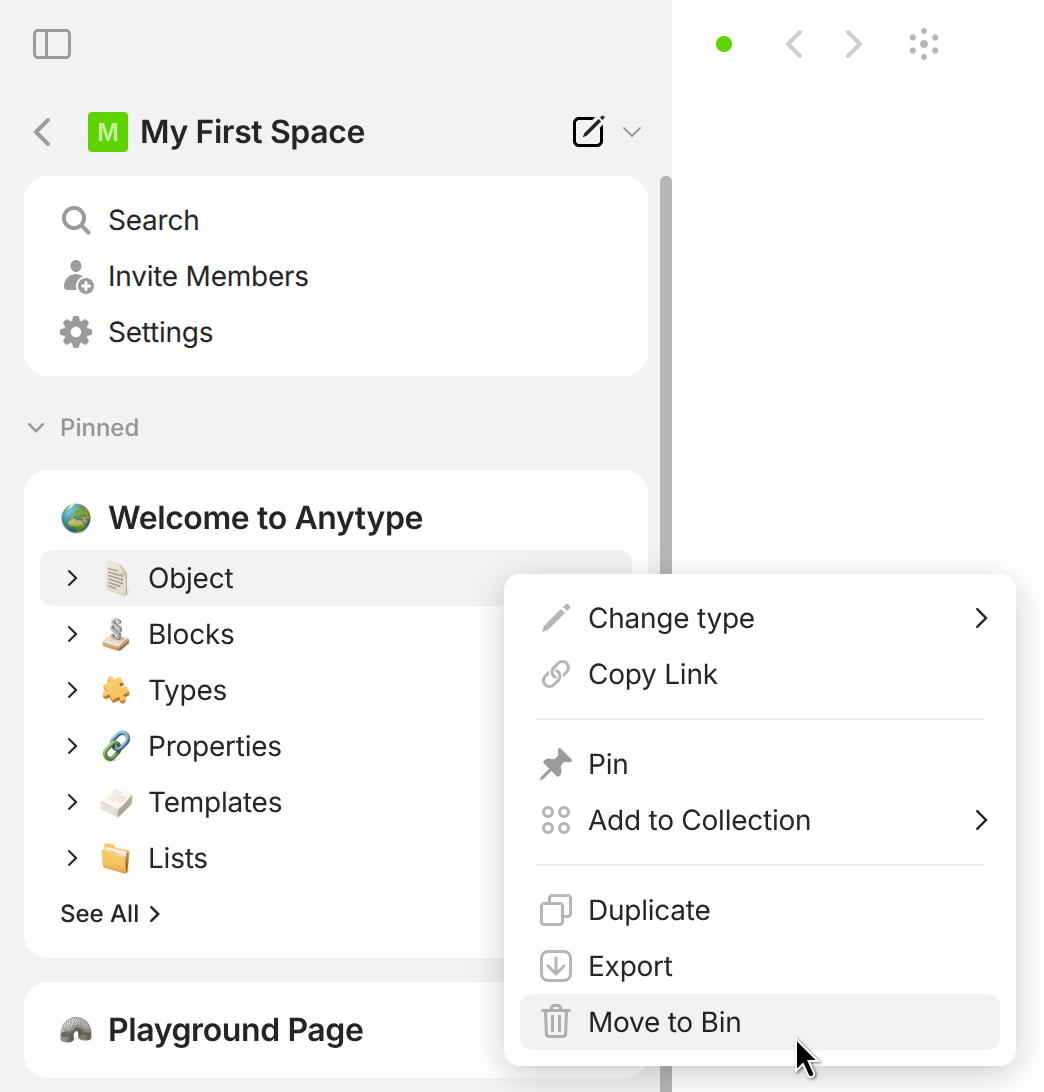 M My First Space
Search
Invite Members
Settings
Pinned
Welcome to Anytype
Object
Blocks
Types
Properties
Templates
Lists
See All
Playground Page
Change type
Copy Link
Pin
Add to Collection
Duplicate
Export
Move to Bin